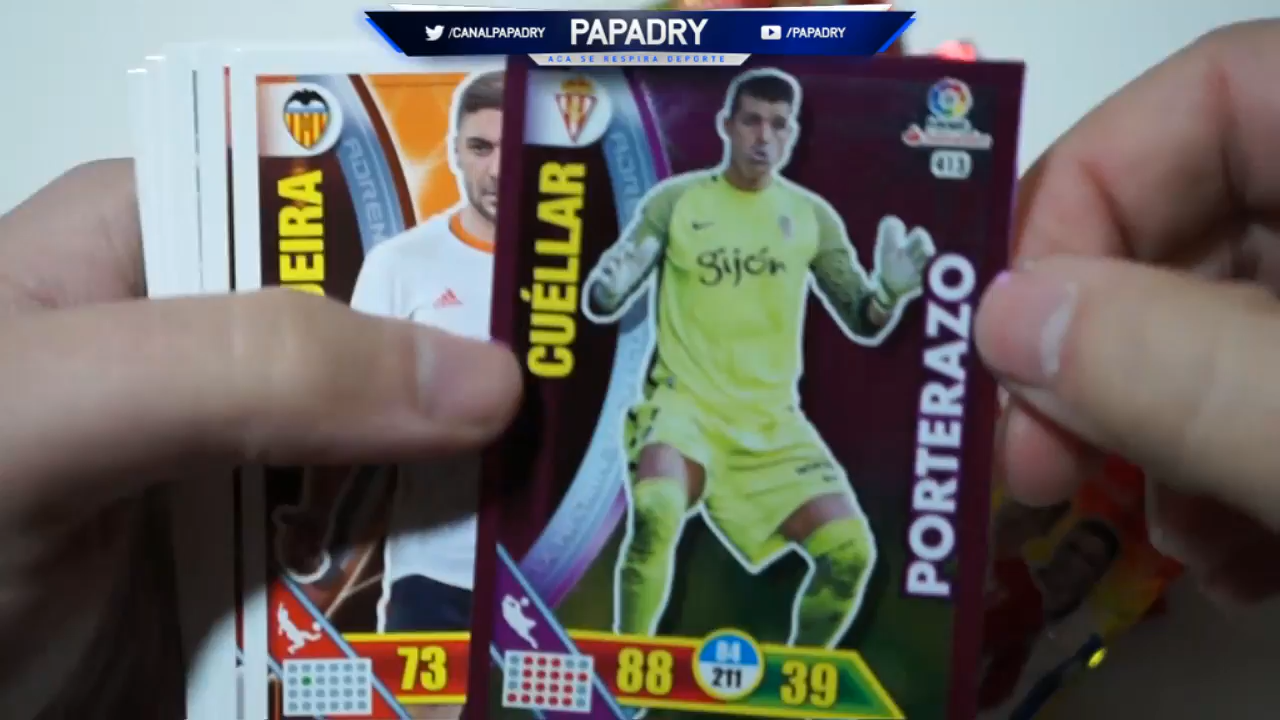 /CANALPAPADRY
PAPADRY
/PAPADRY
ACA SE RESPIRA DEPORTE
EIRA
73
CUÉLLAR
gijón
413
PORTERAZO
88
84
211
39